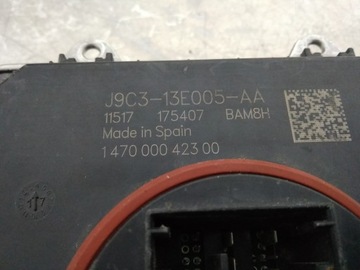 J9C3-13E005-AA
11517 175407 BAM8H
Made in Spain
1 470 000 423 00